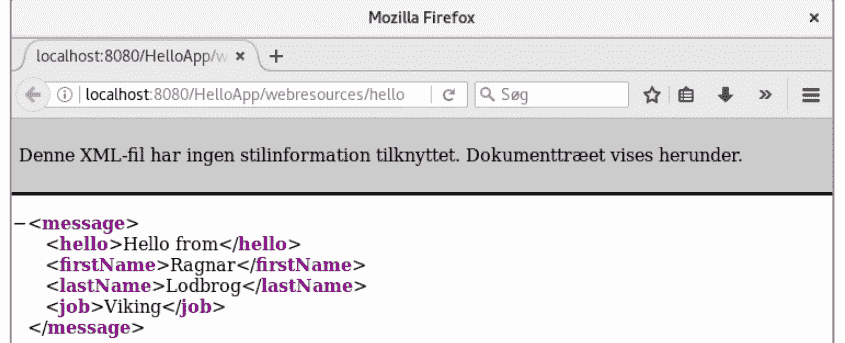 Mozilla Firefox ×
localhost:8080/HelloApp/w × +
localhost:8080/HelloApp/webresources/hello Søg »
Denne XML-fil har ingen stilinformation tilknyttet. Dokumenttræet vises herunder.
−<message>
<hello>Hello from</hello>
<firstName>Ragnar</firstName>
<lastName>Lodbrog</lastName>
<job>Viking</job>
</message>